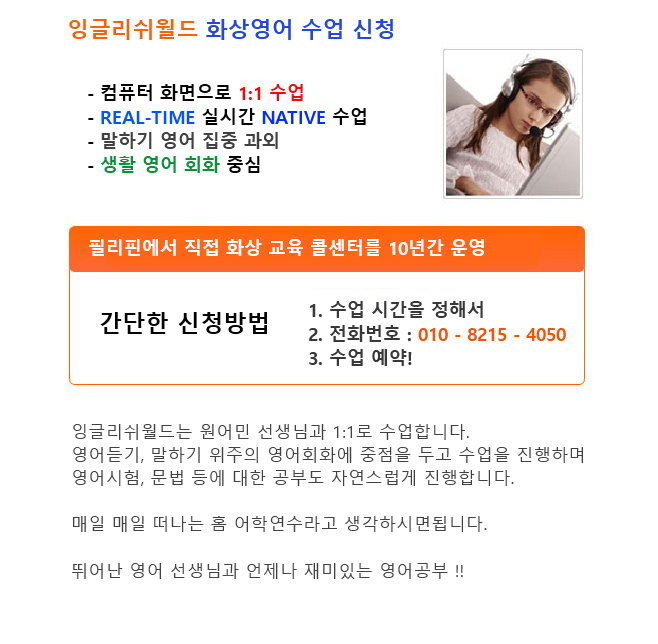 잉글리쉬월드 화상영어 수업 신청
- 컴퓨터 화면으로 1:1 수업
- REAL-TIME 실시간 NATIVE 수업
- 말하기 영어 집중 과외
- 생활 영어 회화 중심
필리핀에서 직접 화상 교육 콜센터를 10년간 운영
간단한 신청방법
1. 수업 시간을 정해서
2. 전화번호 : 010 - 8215 - 4050
3. 수업 예약!
잉글리쉬월드는 원어민 선생님과 1:1로 수업합니다.
영어듣기, 말하기 위주의 영어회화에 중점을 두고 수업을 진행하며
영어시험, 문법 등에 대한 공부도 자연스럽게 진행합니다.
매일 매일 떠나는 홈 어학연수라고 생각하시면됩니다.
뛰어난 영어 선생님과 언제나 재미있는 영어공부 !!